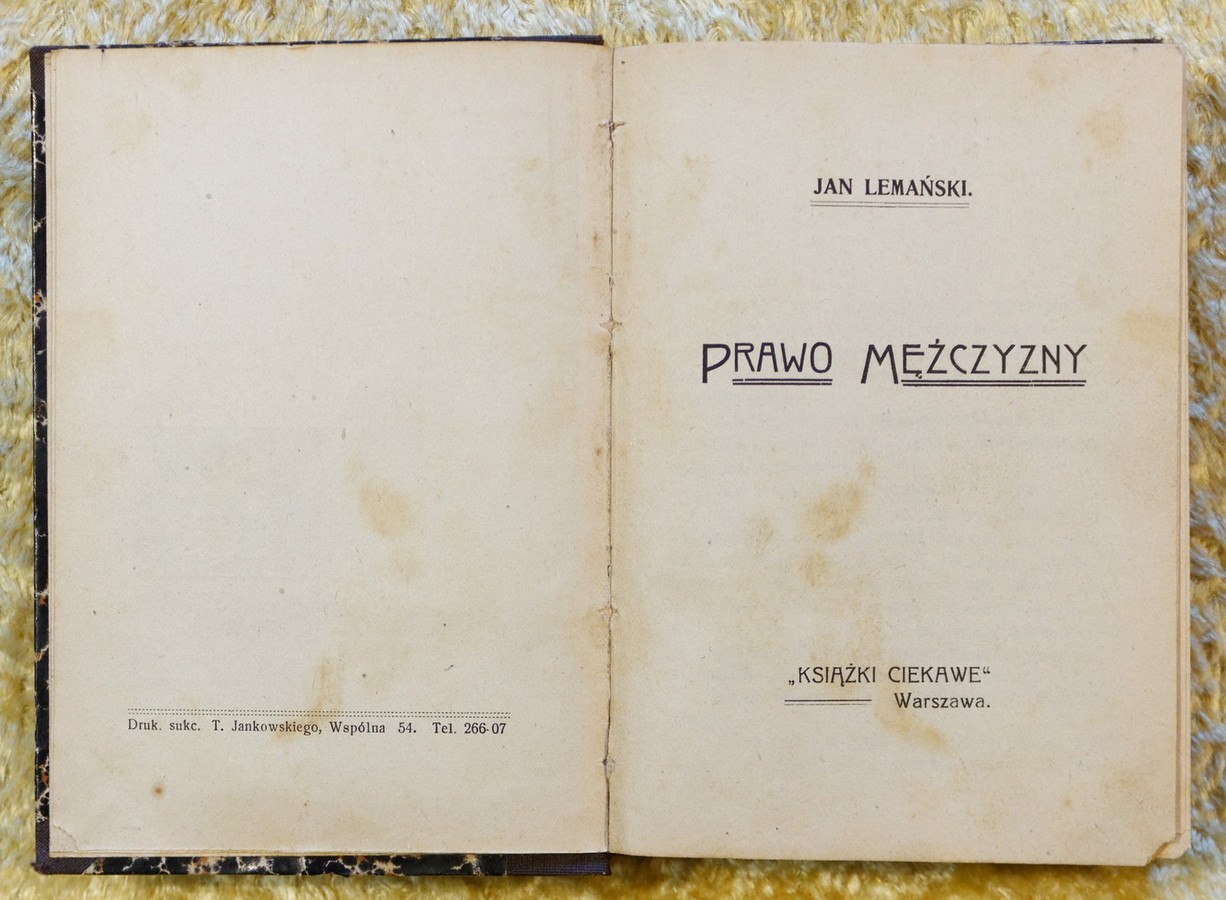 Druk. sukc. T. Jankowskiego, Wspólna 54. Tel. 266-07
JAN LEMAŃSKI.
PRAWO MĘŻCZYZNY
„KSIĄŻKI CIEKAWE“
Warszawa.